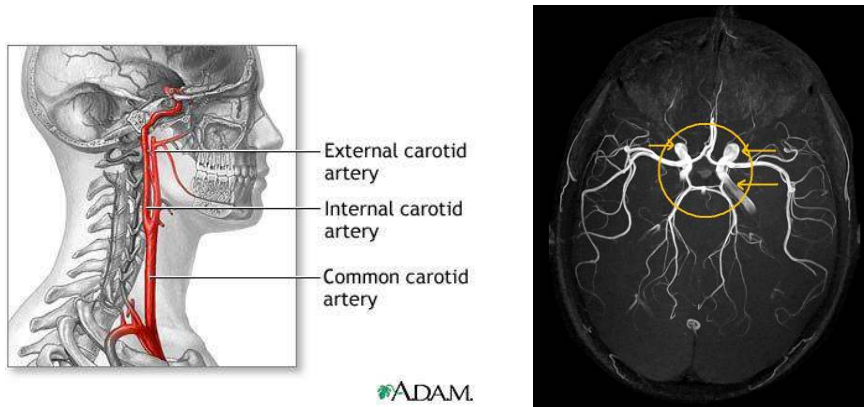 External carotid
artery
Internal carotid
artery
Common carotid
artery
A.D.A.M.